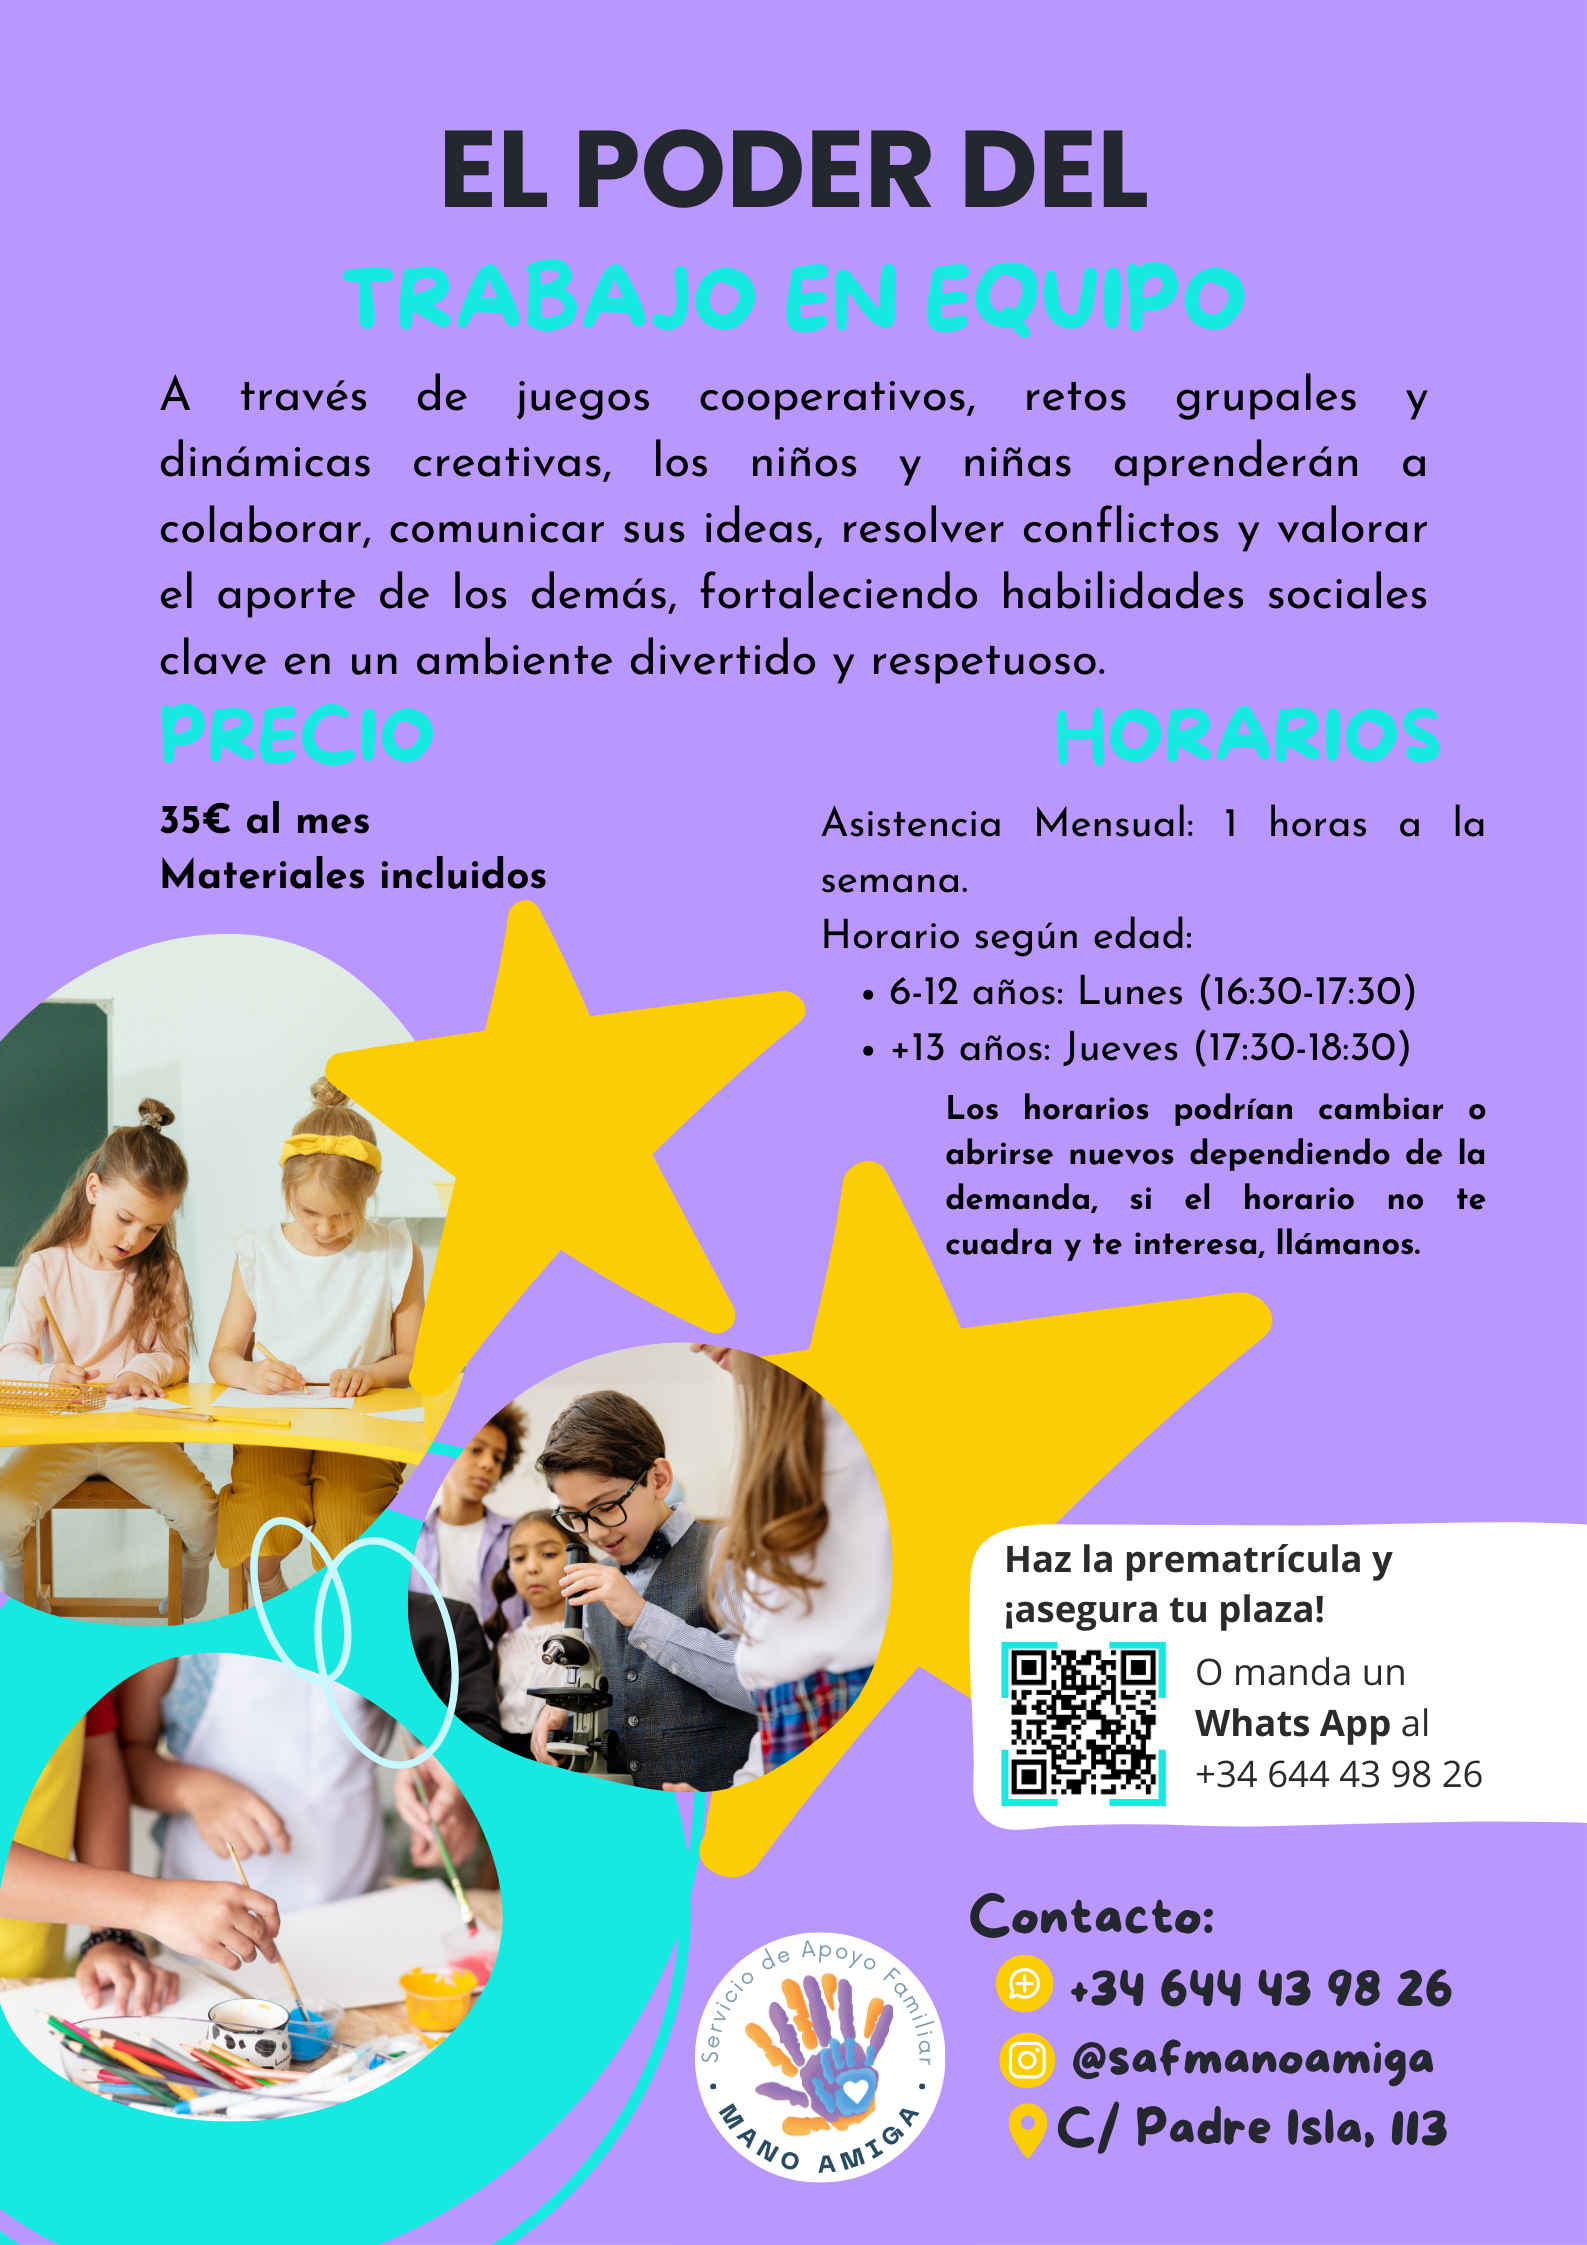 EL PODER DEL
TRABAJO EN EQUIPO
A través de juegos cooperativos, retos grupales y
dinámicas creativas, los niños y niñas aprenderán a
colaborar, comunicar sus ideas, resolver conflictos y valorar
el aporte de los demás, fortaleciendo habilidades sociales
clave en un ambiente divertido y respetuoso.
PRECIO
35€ al mes
Materiales incluidos
HORARIOS
Asistencia Mensual: 1 horas a la
semana.
Horario según edad:
• 6-12 años: Lunes (16:30-17:30)
• +13 años: Jueves (17:30-18:30)
Los horarios podrían cambiar o
abrirse nuevos dependiendo de la
demanda, si el horario no te
cuadra y te interesa, llámanos.
Haz la prematrícula y
¡asegura tu plaza!
O manda un
Whats App al
+34 644 43 98 26
Contacto:
+34 644 43 98 26
@safmanoamiga
C/ Padre Isla, 113
Servicio de Apoyo Familiar
• MANO AMIGA •